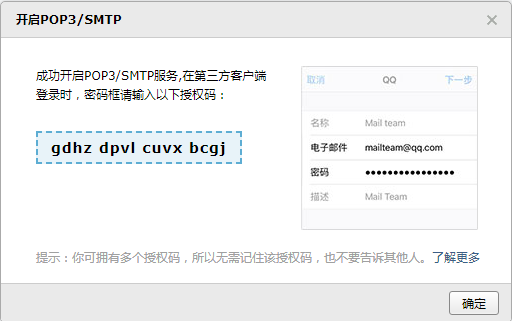 开启POP3/SMTP
成功开启POP3/SMTP服务,在第三方客户端
登录时，密码框请输入以下授权码：
gdhz dpvl cuvx bcgj
取消 QQ 下一步
名称 Mail team
电子邮件 mailteam@qq.com
密码 ●●●●●●●●●●●●●●●●
描述 Mail Team
提示：你可拥有多个授权码，所以无需记住该授权码，也不要告诉其他人。了解更多
确定